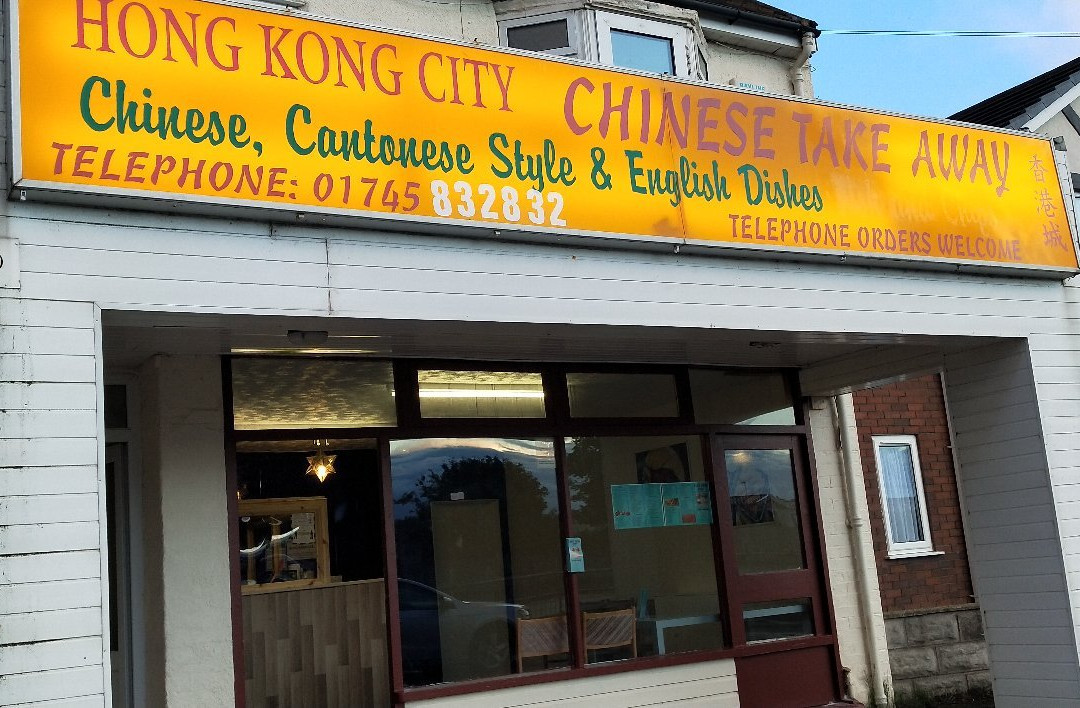 HONG KONG CITY CHINESE TAKE AWAY
Chinese, Cantonese Style & English Dishes
TELEPHONE: 01745 832832
TELEPHONE ORDERS WELCOME
香港城